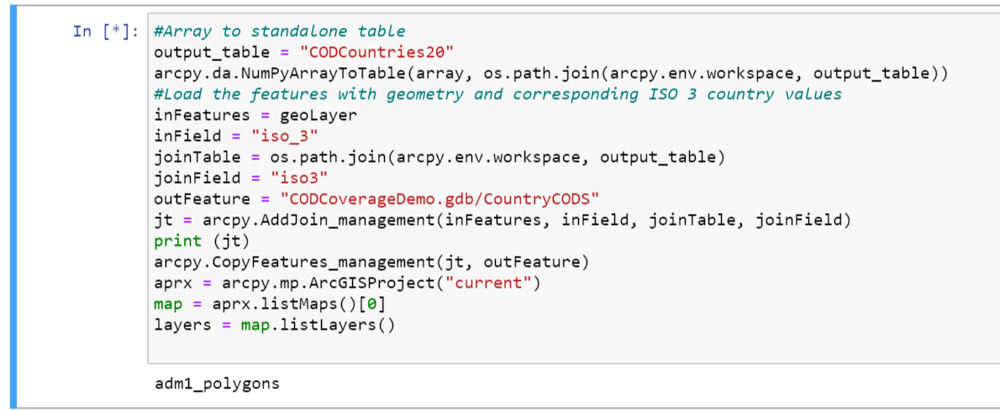 In [*]: #Array to standalone table
output_table = "CODCountries20"
arcpy.da.NumPyArrayToTable(array, os.path.join(arcpy.env.workspace, output_table))
#Load the features with geometry and corresponding ISO 3 country values
inFeatures = geoLayer
inField = "iso_3"
joinTable = os.path.join(arcpy.env.workspace, output_table)
joinField = "iso3"
outFeature = "CODCoverageDemo.gdb/CountryCODS"
jt = arcpy.AddJoin_management(inFeatures, inField, joinTable, joinField)
print (jt)
arcpy.CopyFeatures_management(jt, outFeature)
aprx = arcpy.mp.ArcGISProject("current")
map = aprx.listMaps()[0]
layers = map.listLayers()
adm1_polygons